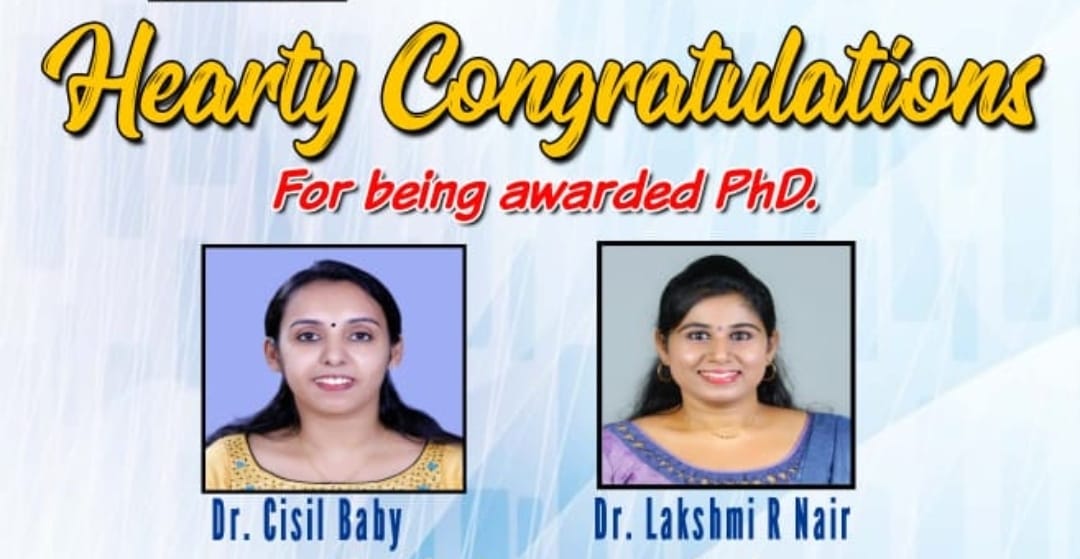 Hearty Congratulations
For being awarded PhD.
Dr. Cisil Baby
Dr. Lakshmi R Nair